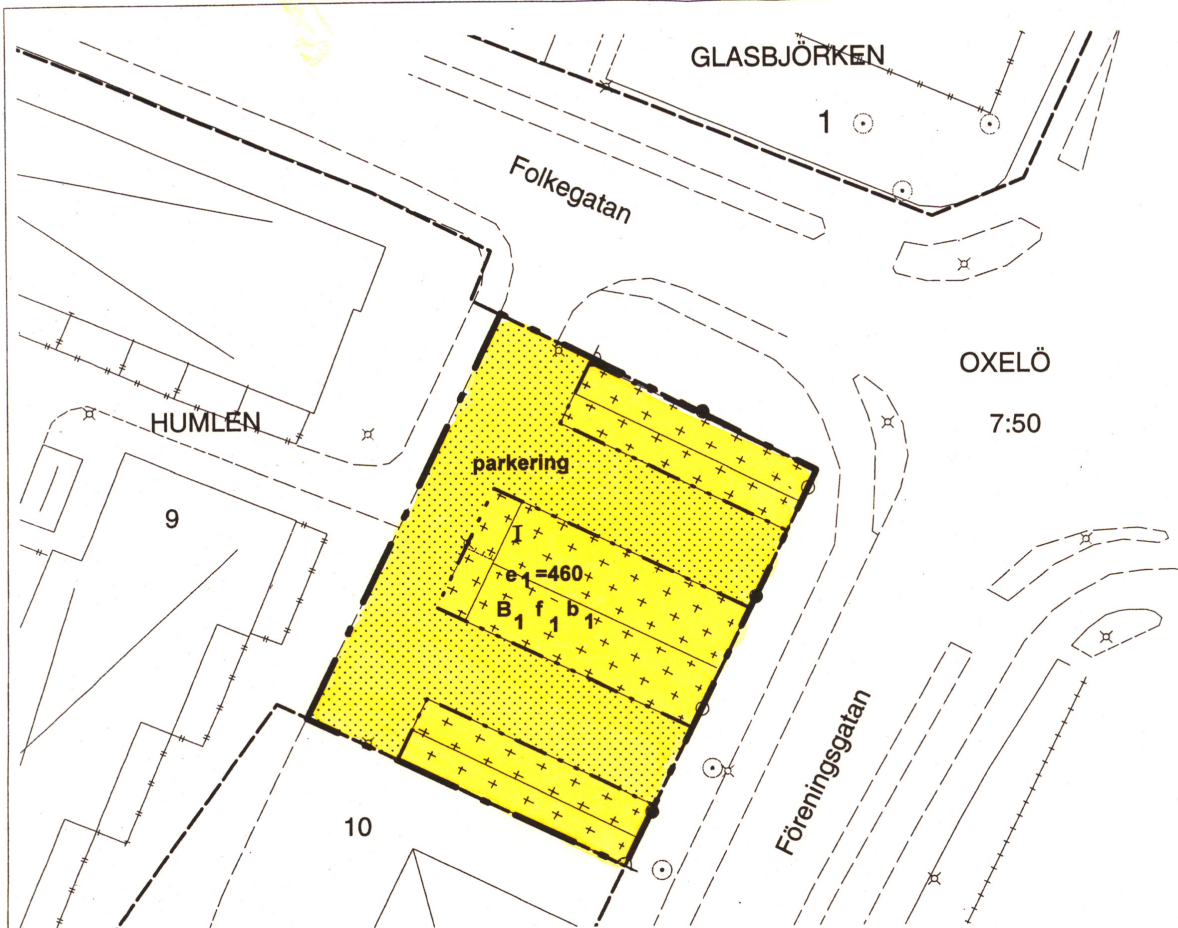 GLASBJÖRKEN
1
Folkegatan
OXELÖ
7:50
HUMLEN
parkering
9
I
e1=460
B1 f1 b1
Föreningsgatan
10